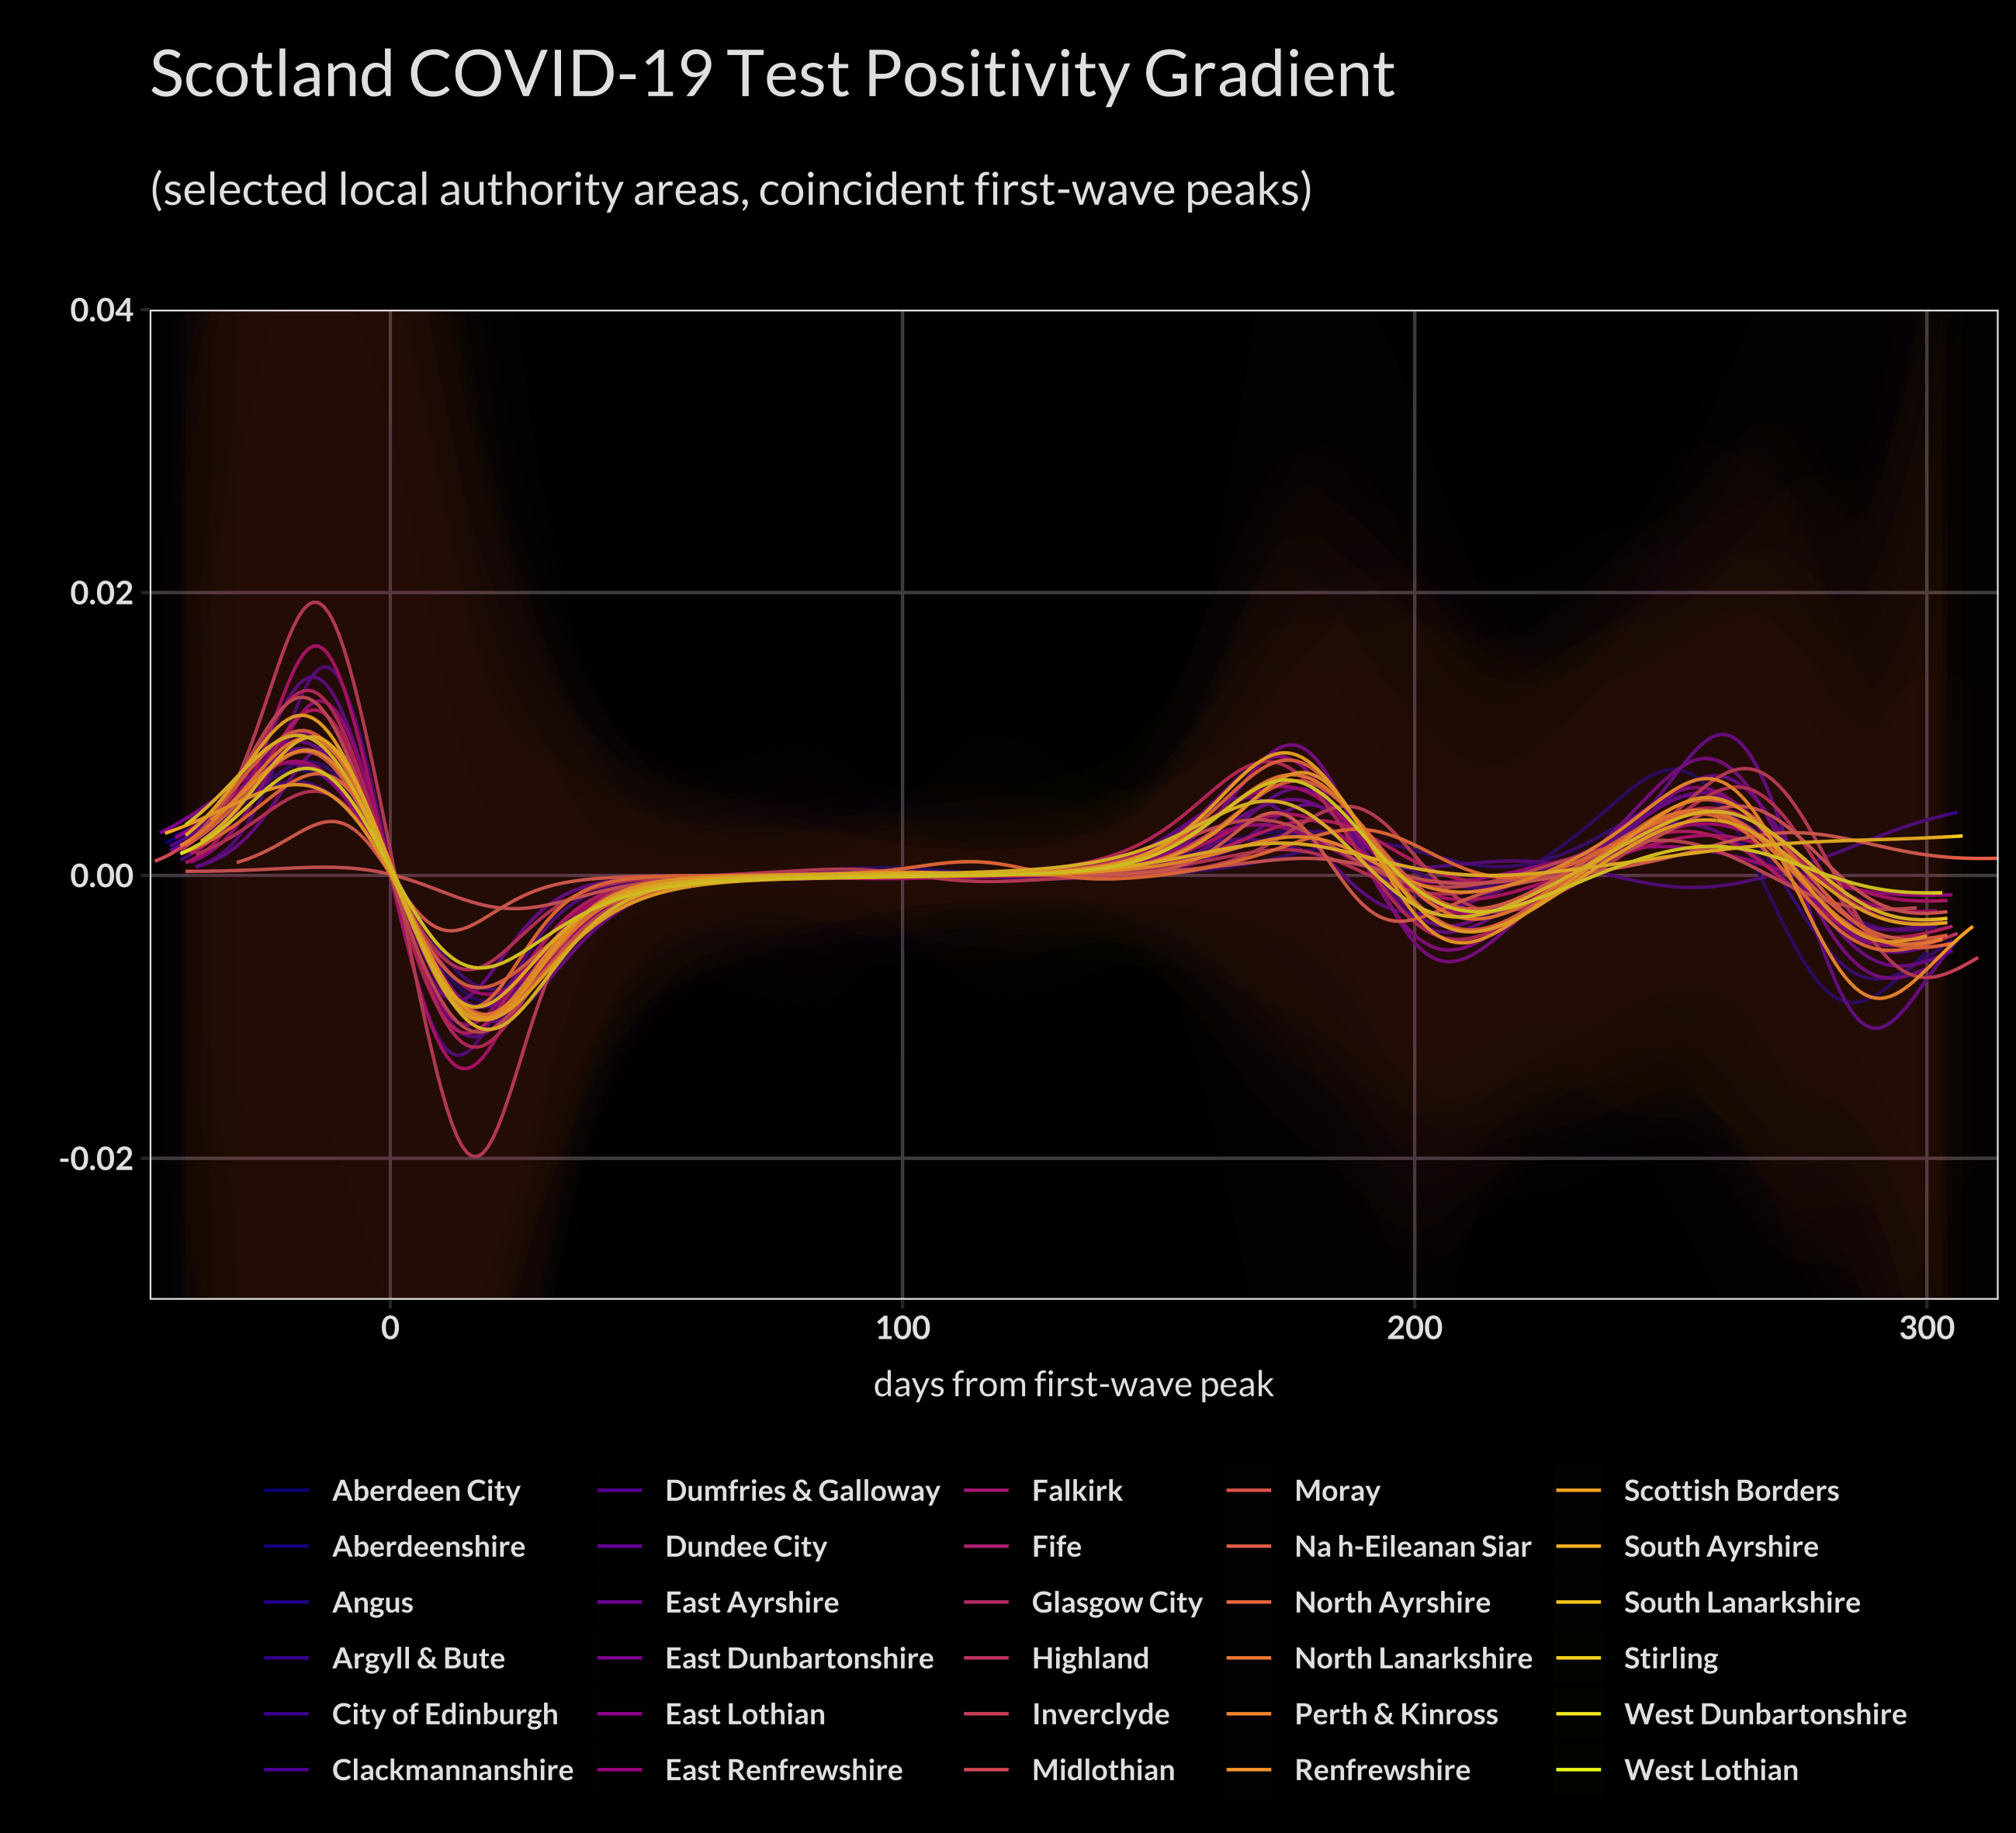 Scotland COVID-19 Test Positivity Gradient
(selected local authority areas, coincident first-wave peaks)
0.04
0.02
0.00
-0.02
0 100 200 300
days from first-wave peak
Aberdeen City Dumfries & Galloway Falkirk Moray Scottish Borders
Aberdeenshire Dundee City Fife Na h-Eileanan Siar South Ayrshire
Angus East Ayrshire Glasgow City North Ayrshire South Lanarkshire
Argyll & Bute East Dunbartonshire Highland North Lanarkshire Stirling
City of Edinburgh East Lothian Inverclyde Perth & Kinross West Dunbartonshire
Clackmannanshire East Renfrewshire Midlothian Renfrewshire West Lothian